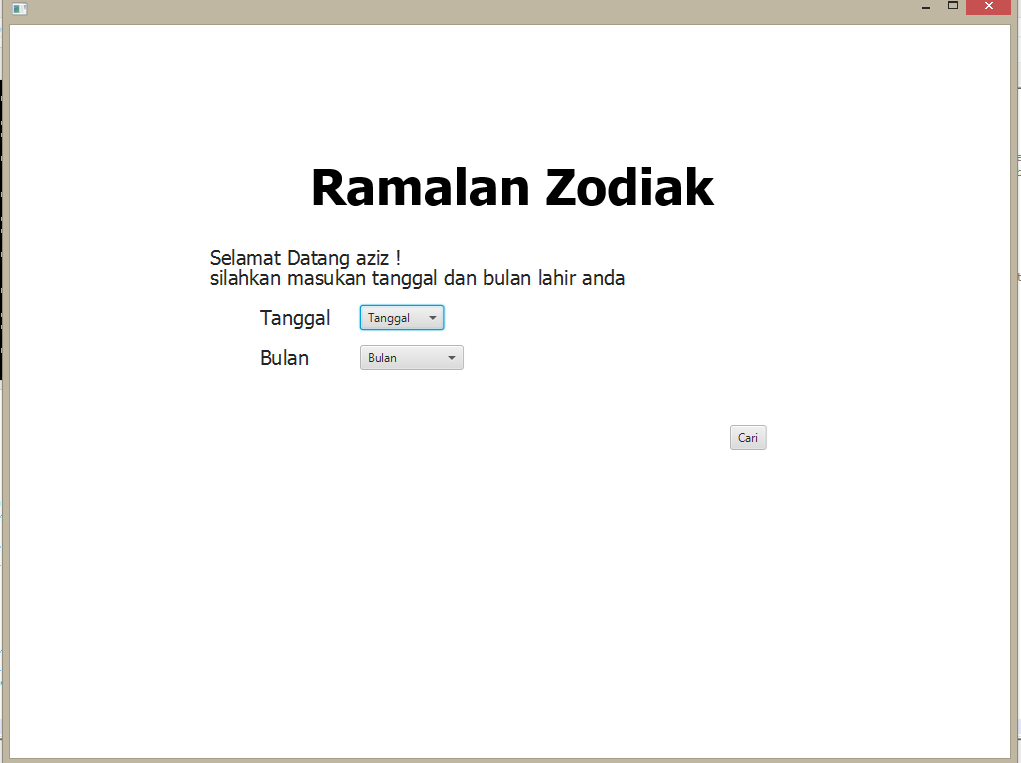 Ramalan Zodiak
Selamat Datang aziz !
silahkan masukan tanggal dan bulan lahir anda
Tanggal Tanggal
Bulan Bulan
Cari